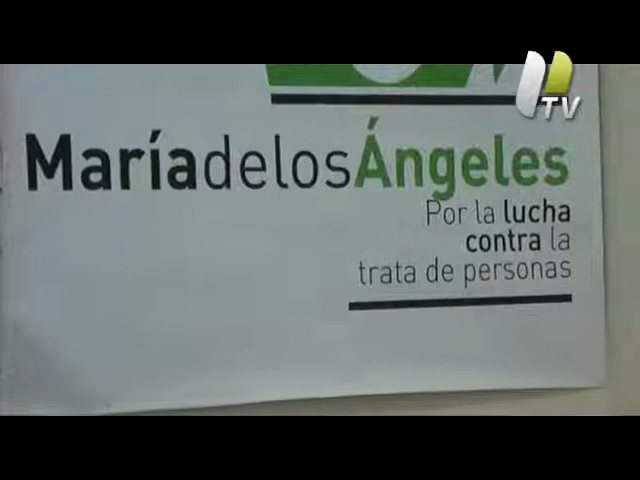 TV
MaríadelosÁngeles
Por la lucha
contra la
trata de personas